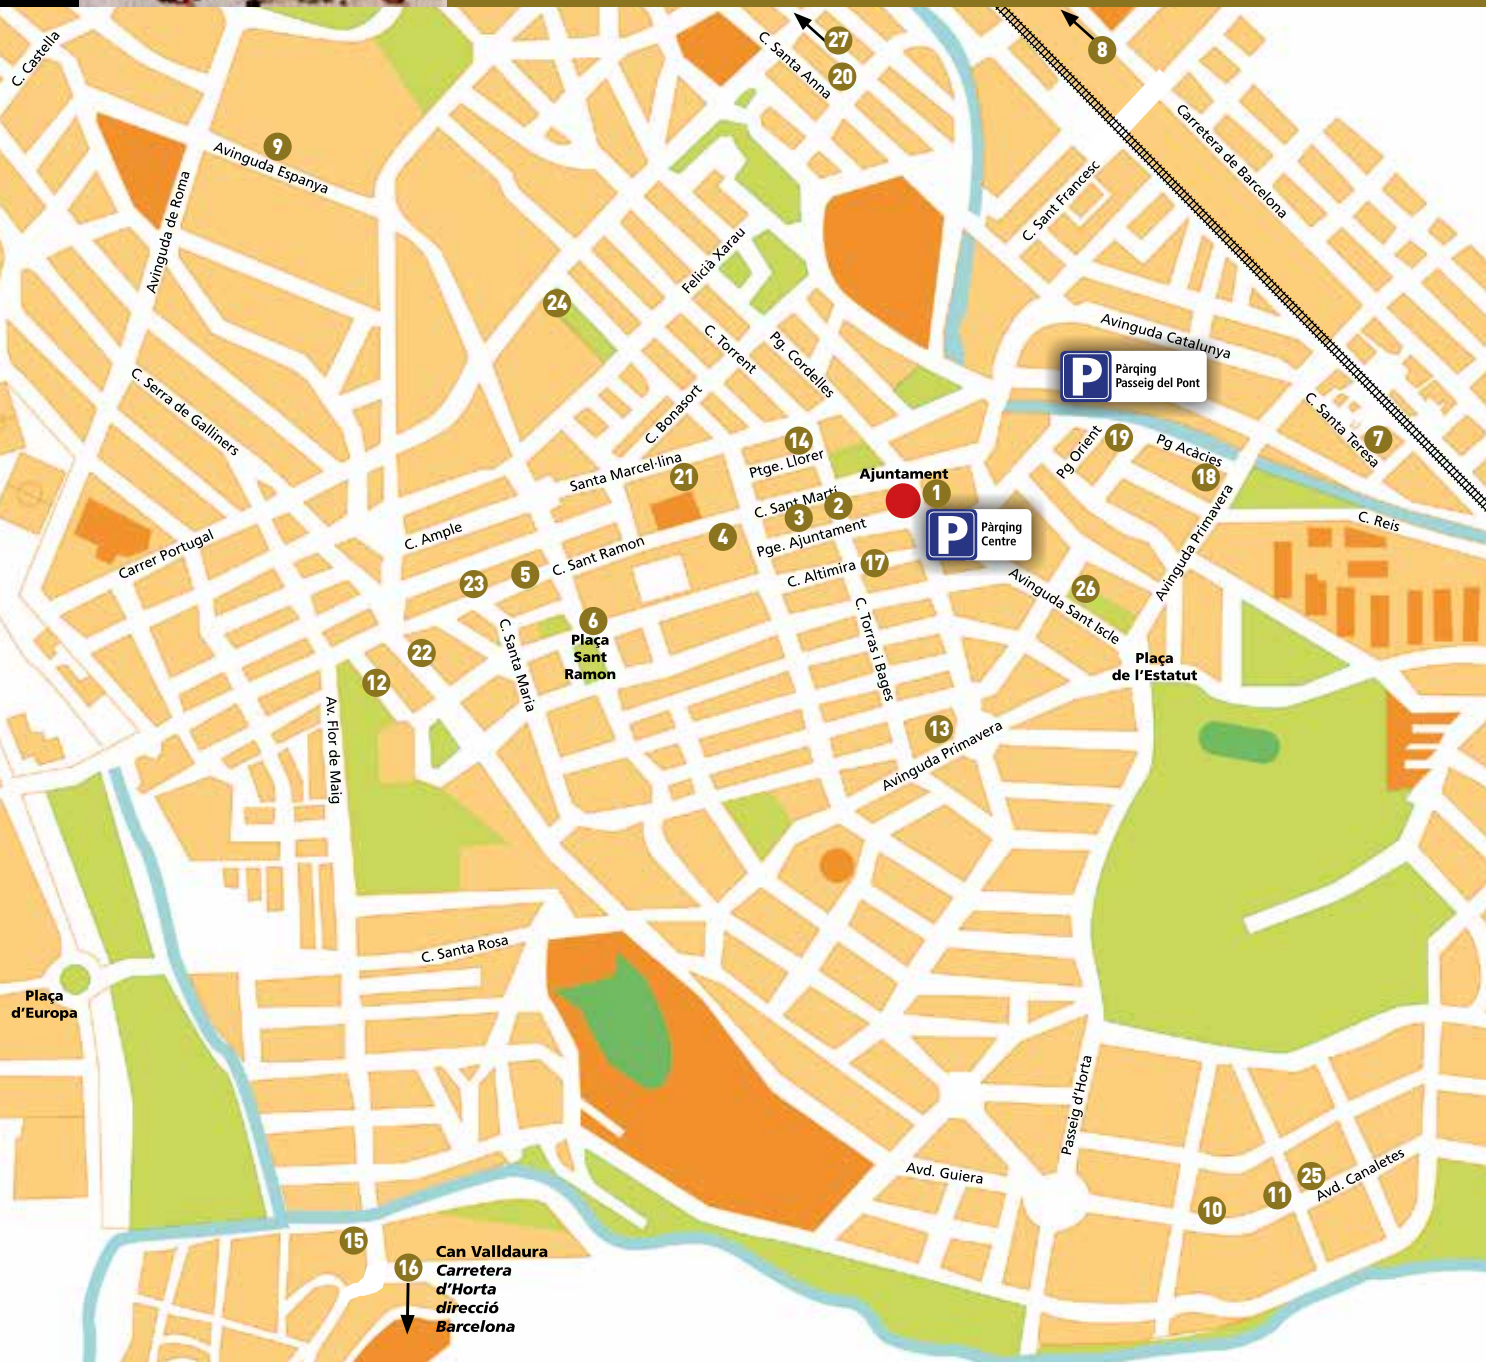 C. Castella
27
C. Santa Anna
20
8
Carretera de Barcelona
9
Avinguda Espanya
Avinguda de Roma
C. Sant Francesc
Felicià Xarau
24
C. Torrent
Pg. Cordelles
Avinguda Catalunya
P
Pàrqing
Passeig del Pont
C. Serra de Galliners
C. Bonasort
C. Santa Teresa
7
14
Ptge. Llorer
19
Pg Orient
Pg Acàcies
18
Santa Marcel·lina
21
Ajuntament
1
C. Sant Martí
2
3
Pge. Ajuntament
P
Pàrqing
Centre
C. Reis
Avinguda Primavera
Carrer Portugal
C. Ample
4
C. Sant Ramon
5
23
C. Altimira
17
Avinguda Sant Iscle
26
6
Plaça
Sant
Ramon
C. Santa Maria
C. Torras i Bages
22
12
Plaça
de l'Estatut
Av. Flor de Maig
13
Avinguda Primavera
C. Santa Rosa
Plaça
d'Europa
Passeig d'Horta
Avd. Guiera
10
11
25
Avd. Canaletes
15
16
Can Valldaura
Carretera
d'Horta
direcció
Barcelona